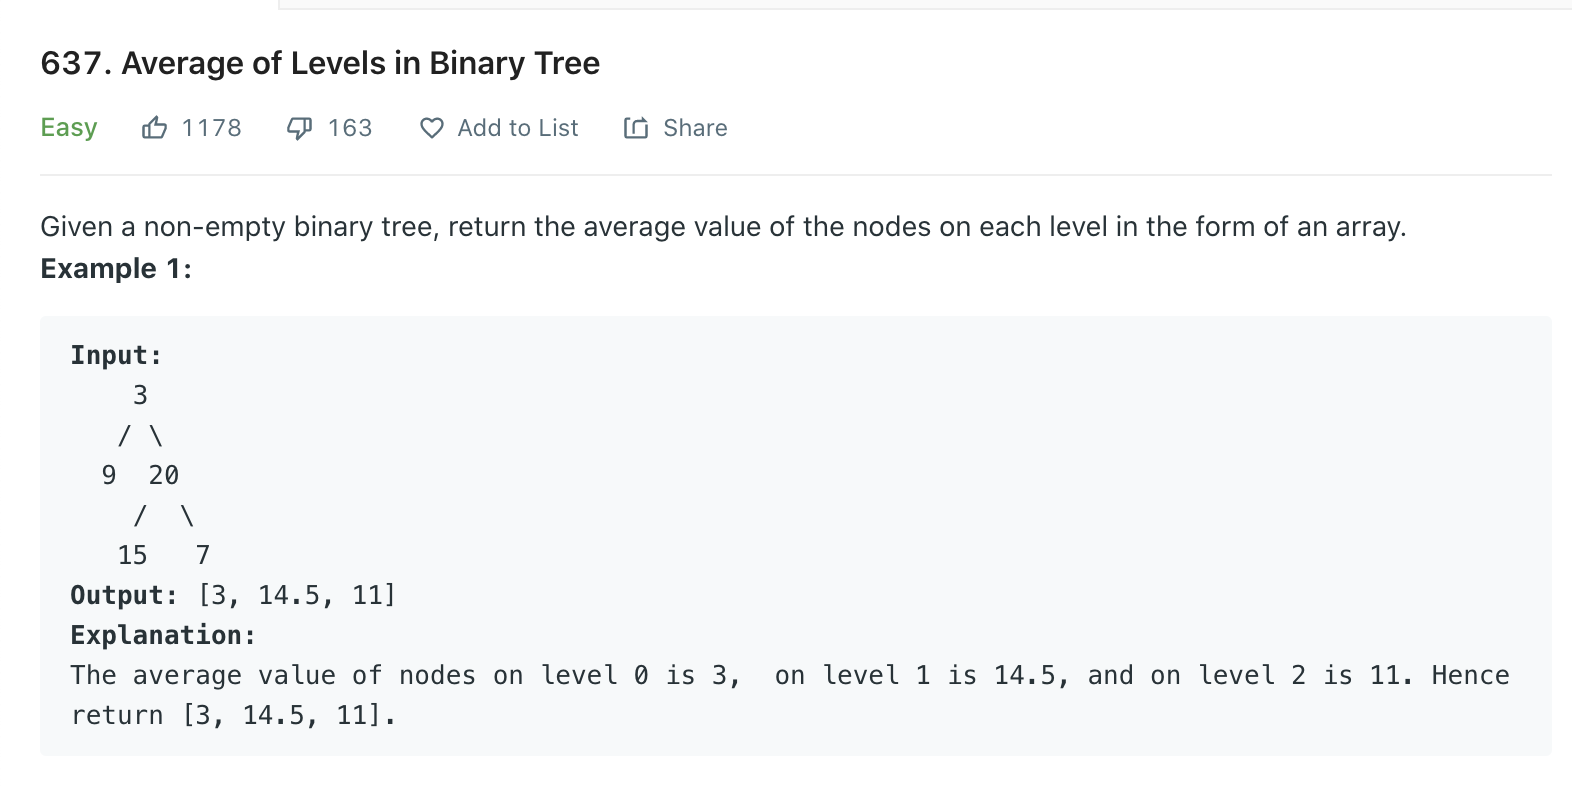 637. Average of Levels in Binary Tree
Easy 1178 163 Add to List Share
Given a non-empty binary tree, return the average value of the nodes on each level in the form of an array.
Example 1:
Input:
    3
   / \
  9  20
    /  \
   15   7
Output: [3, 14.5, 11]
Explanation:
The average value of nodes on level 0 is 3,  on level 1 is 14.5, and on level 2 is 11. Hence
return [3, 14.5, 11].